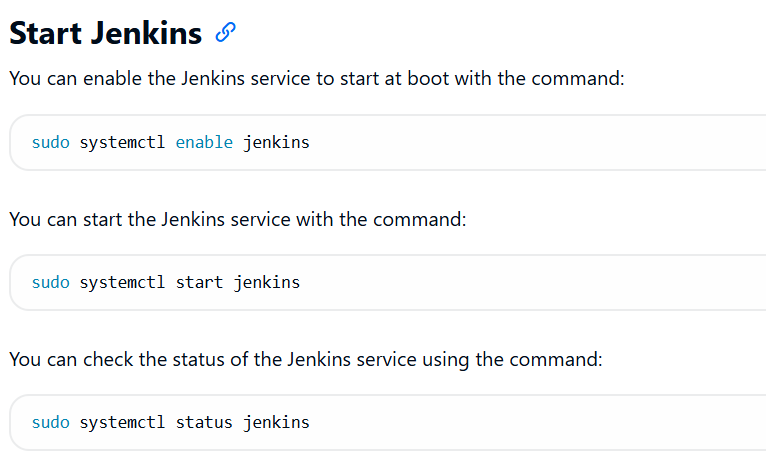 Start Jenkins
You can enable the Jenkins service to start at boot with the command:
sudo systemctl enable jenkins
You can start the Jenkins service with the command:
sudo systemctl start jenkins
You can check the status of the Jenkins service using the command:
sudo systemctl status jenkins